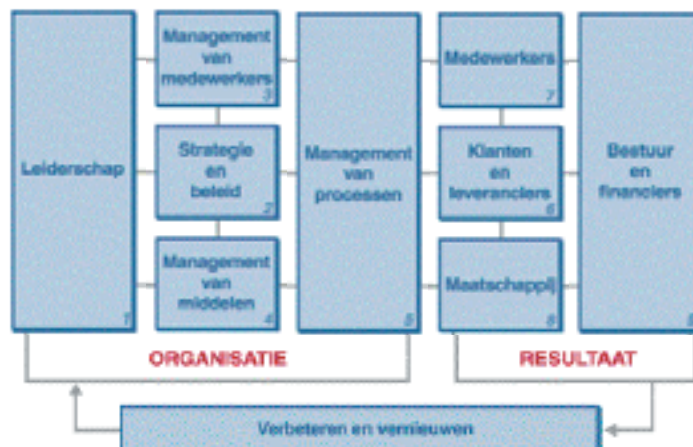 Leiderschap
1
Management
van
medewerkers
3
Strategie
en
beleid
2
Management
van
middelen
4
Management
van
processen
5
Medewerkers
7
Klanten
en
leveranciers
6
Maatschappij
8
Bestuur
en
financiers
9
ORGANISATIE
RESULTAAT
Verbeteren en vernieuwen